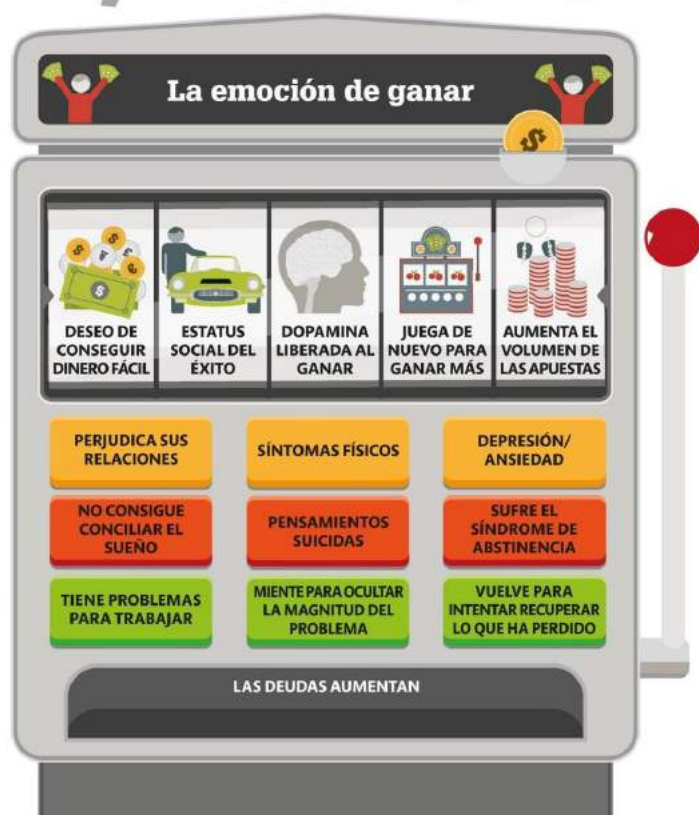 La emoción de ganar
DESEO DE
CONSEGUIR
DINERO FÁCIL
ESTATUS
SOCIAL DEL
ÉXITO
DOPAMINA
LIBERADA AL
GANAR
JUEGA DE
NUEVO PARA
GANAR MÁS
AUMENTA EL
VOLUMEN DE
LAS APUESTAS
PERJUDICA SUS
RELACIONES
SÍNTOMAS FÍSICOS
DEPRESIÓN/
ANSIEDAD
NO CONSIGUE
CONCILIAR EL
SUEÑO
PENSAMIENTOS
SUICIDAS
SUFRE EL
SÍNDROME DE
ABSTINENCIA
TIENE PROBLEMAS
PARA TRABAJAR
MIENTE PARA OCULTAR
LA MAGNITUD DEL
PROBLEMA
VUELVE PARA
INTENTAR RECUPERAR
LO QUE HA PERDIDO
LAS DEUDAS AUMENTAN